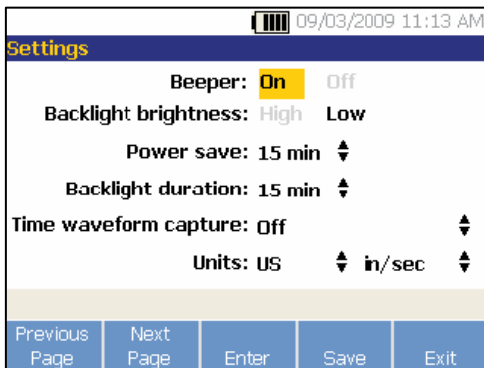 09/03/2009 11:13 AM
Settings
Beeper: On Off
Backlight brightness: High Low
Power save: 15 min
Backlight duration: 15 min
Time waveform capture: Off
Units: US in/sec
Previous Page Next Page Enter Save Exit